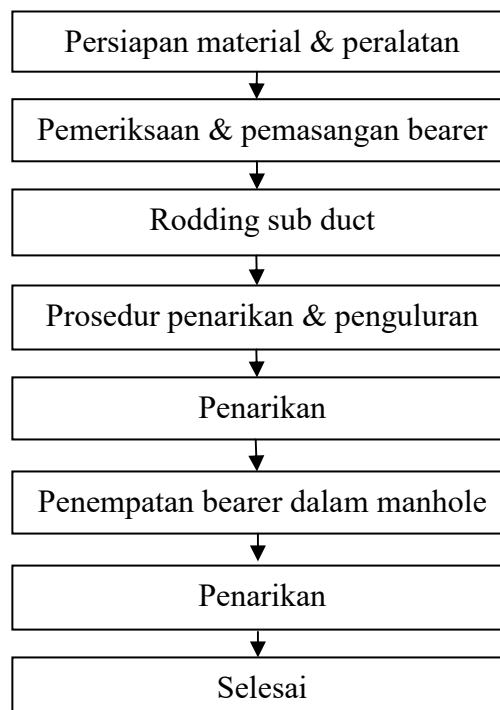 Persiapan material & peralatan
Pemeriksaan & pemasangan bearer
Rodding sub duct
Prosedur penarikan & penguluran
Penarikan
Penempatan bearer dalam manhole
Penarikan
Selesai